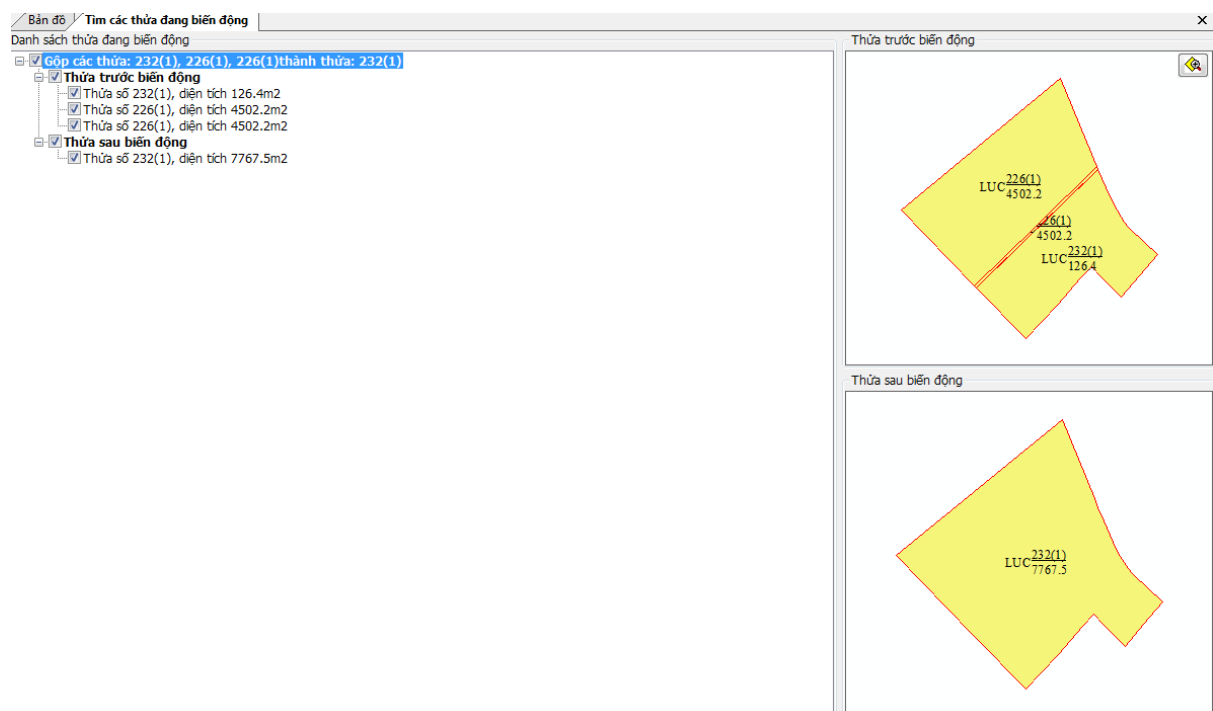 Bản đồ
Tìm các thửa đang biến động
Danh sách thửa đang biến động
Gộp các thửa: 232(1), 226(1), 226(1)thành thửa: 232(1)
Thửa trước biến động
Thửa số 232(1), diện tích 126.4m2
Thửa số 226(1), diện tích 4502.2m2
Thửa số 226(1), diện tích 4502.2m2
Thửa sau biến động
Thửa số 232(1), diện tích 7767.5m2
Thửa trước biến động
LUC 226(1)
4502.2
226(1)
4502.2
LUC 232(1)
126.4
Thửa sau biến động
LUC 232(1)
7767.5